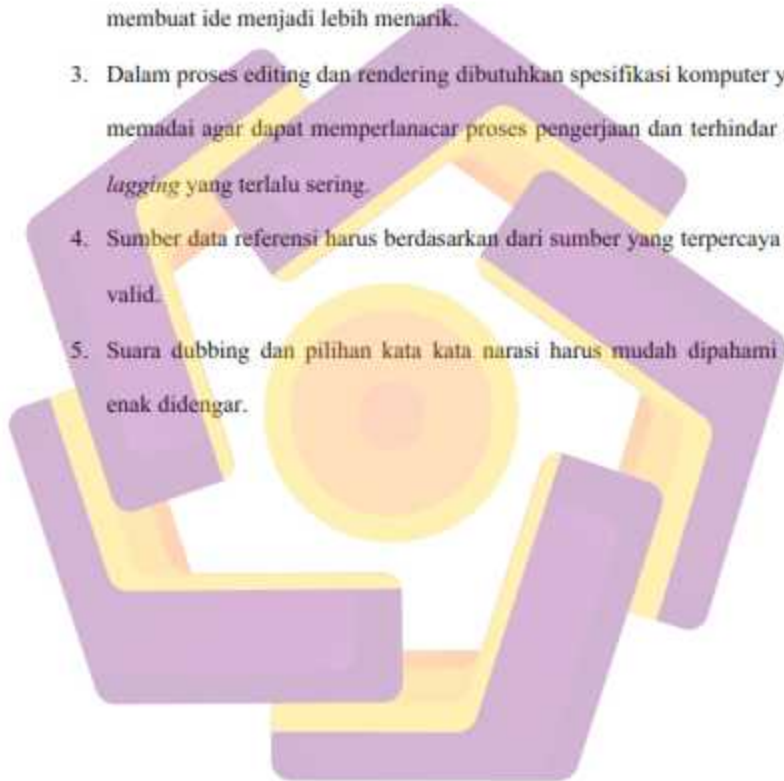 membuat ide menjadi lebih menarik.
3. Dalam proses editing dan rendering dibutuhkan spesifikasi komputer y
memadai agar dapat memperlanacar proses pengerjaan dan terhindar
lagging yang terlalu sering.
4. Sumber data referensi harus berdasarkan dari sumber yang terpercaya
valid.
5. Suara dubbing dan pilihan kata kata narasi harus mudah dipahami
enak didengar.